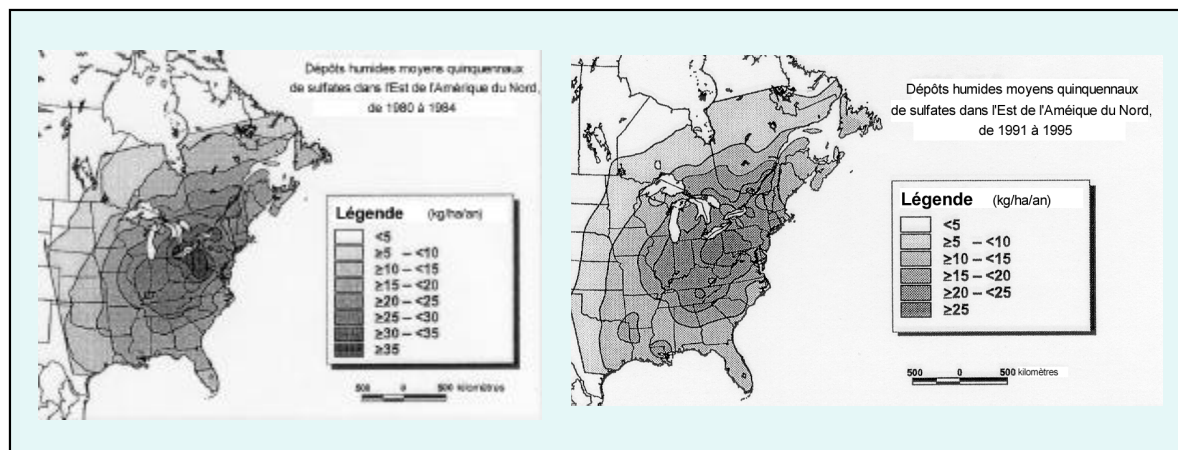 Dépôts humides moyens quinquennaux
de sulfates dans l'Est de l'Amérique du Nord,
de 1980 à 1984
Légende (kg/ha/an)
<5
≥5 – <10
≥10 – <15
≥15 – <20
≥20 – <25
≥25 – <30
≥30 – <35
≥35
500 0 500 kilomètres
Dépôts humides moyens quinquennaux
de sulfates dans l'Est de l'Améique du Nord,
de 1991 à 1995
Légende (kg/ha/an)
<5
≥5 – <10
≥10 – <15
≥15 – <20
≥20 – <25
≥25
500 0 500 kilomètres